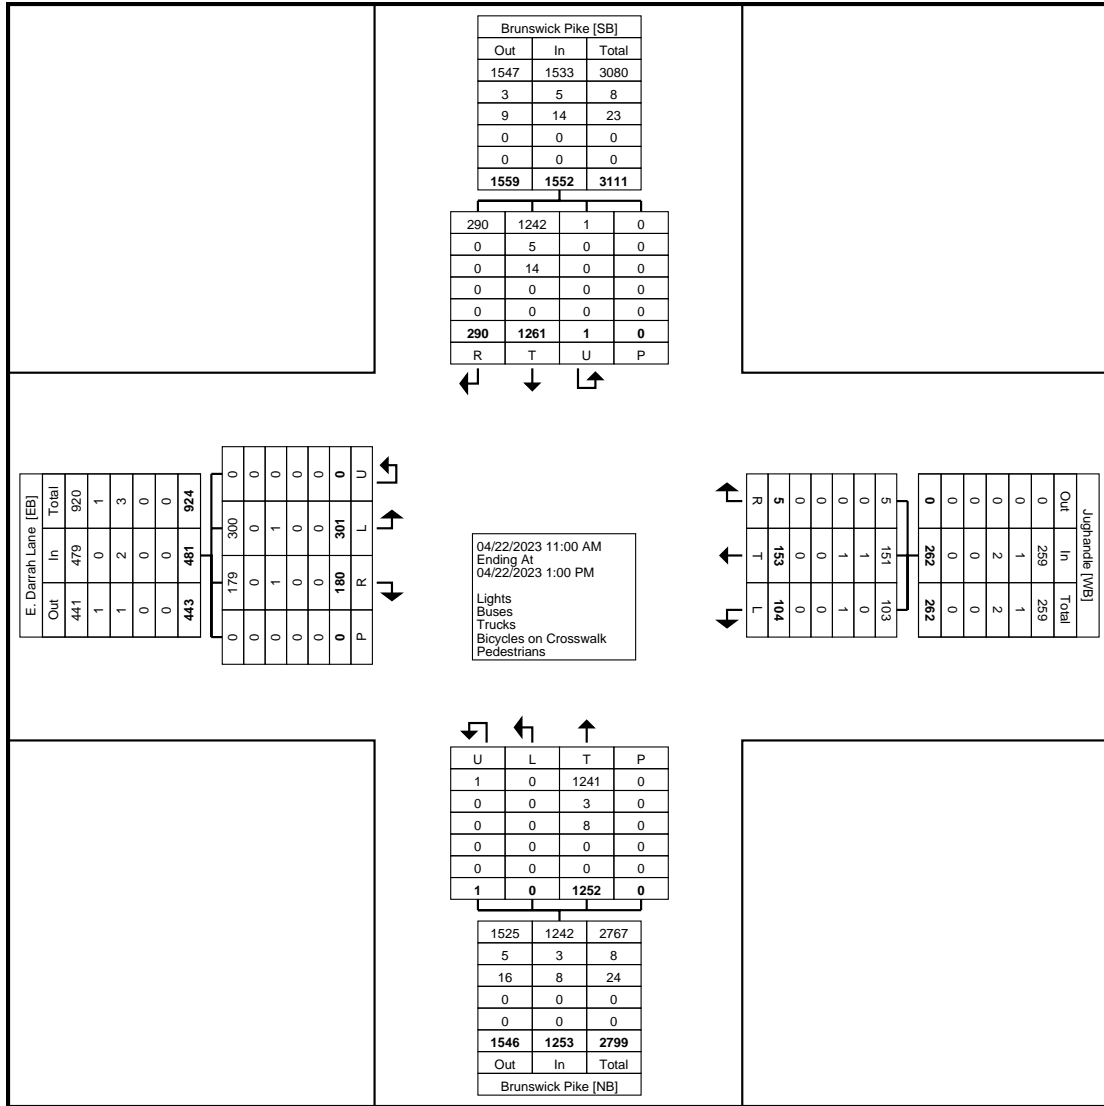 Brunswick Pike [SB]
Out In Total
1547 1533 3080
3 5 8
9 14 23
0 0 0
0 0 0
1559 1552 3111
290 1242 1 0
0 5 0 0
0 14 0 0
0 0 0 0
0 0 0 0
290 1261 1 0
R T U P
E. Darrah Lane [EB]
Total In Out
920 479 441
1 0 1
3 2 1
0 0 0
0 0 0
924 481 443
0 300 179 0
0 0 0 0
0 1 1 0
0 0 0 0
0 0 0 0
0 301 180 0
U L R P
04/22/2023 11:00 AM
Ending At
04/22/2023 1:00 PM
Lights
Buses
Trucks
Bicycles on Crosswalk
Pedestrians
Jughandle [WB]
Out In Total
0 259 259
0 1 1
0 2 2
0 0 0
0 0 0
0 262 262
5 151 103
0 1 0
0 1 1
0 0 0
0 0 0
5 153 104
R T L
U L T P
1 0 1241 0
0 0 3 0
0 0 8 0
0 0 0 0
0 0 0 0
1 0 1252 0
1525 1242 2767
5 3 8
16 8 24
0 0 0
0 0 0
1546 1253 2799
Out In Total
Brunswick Pike [NB]